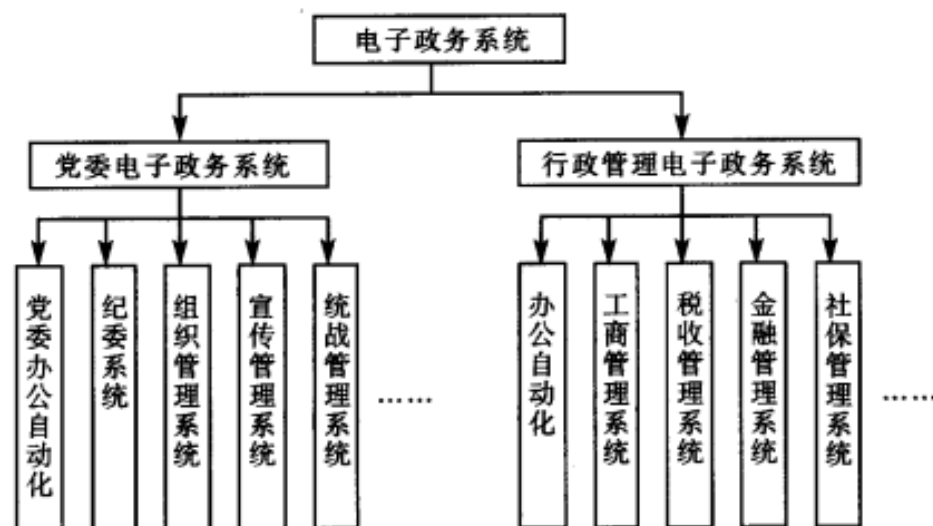 电子政务系统
党委电子政务系统
行政管理电子政务系统
党委办公自动化
纪委系统
组织管理系统
宣传管理系统
统战管理系统
……
办公自动化
工商管理系统
税收管理系统
金融管理系统
社保管理系统
……